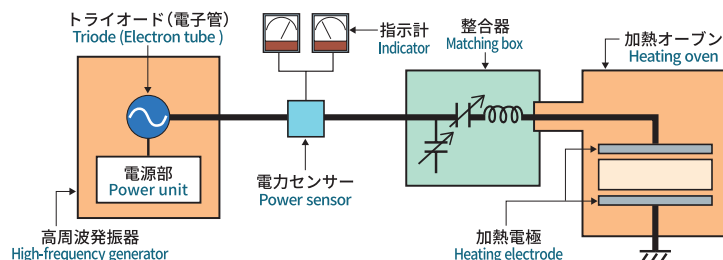 トライオード（電子管）
Triode (Electron tube )
指示計
Indicator
整合器
Matching box
加熱オーブン
Heating oven
電源部
Power unit
電力センサー
Power sensor
高周波発振器
High-frequency generator
加熱電極
Heating electrode